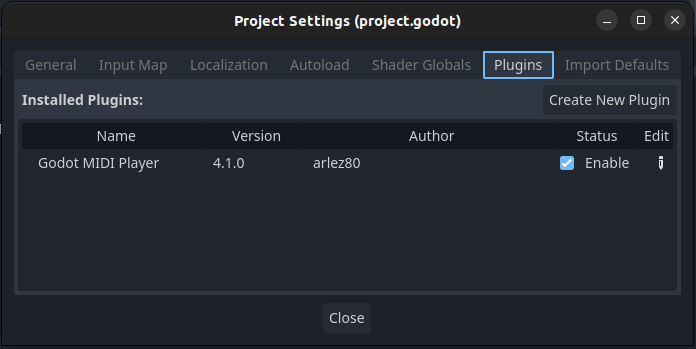 Project Settings (project.godot)
General Input Map Localization Autoload Shader Globals Plugins Import Defaults
Installed Plugins: Create New Plugin
Name Version Author Status Edit
Godot MIDI Player 4.1.0 arlez80 Enable
Close